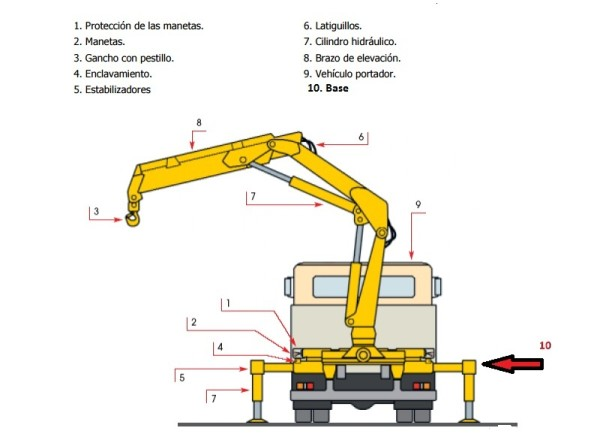 1. Protección de las manetas.
2. Manetas.
3. Gancho con pestillo.
4. Enclavamiento.
5. Estabilizadores
6. Latiguillos.
7. Cilindro hidráulico.
8. Brazo de elevación.
9. Vehículo portador.
10. Base
8
6
7
3
9
1
2
4
5
7
10